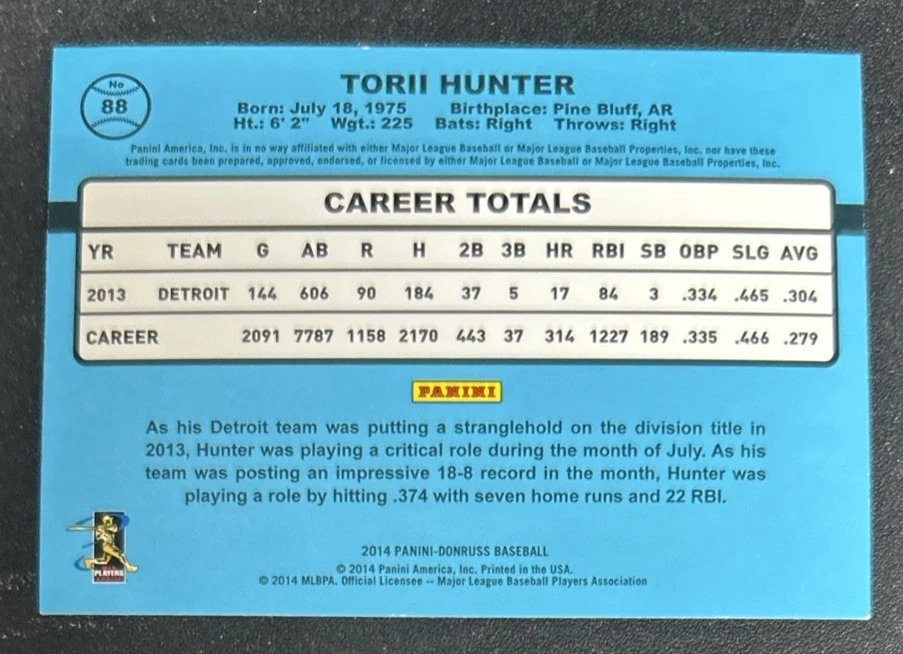 No
88
TORII HUNTER
Born: July 18, 1975 Birthplace: Pine Bluff, AR
Ht.: 6' 2" Wgt.: 225 Bats: Right Throws: Right
Panini America, Inc. is in no way affiliated with either Major League Baseball or Major League Baseball Properties, Inc. nor have these
trading cards been prepared, approved, endorsed, or licensed by either Major League Baseball or Major League Baseball Properties, Inc.
CAREER TOTALS
YR TEAM G AB R H 2B 3B HR RBI SB OBP SLG AVG
2013 DETROIT 144 606 90 184 37 5 17 84 3 .334 .465 .304
CAREER 2091 7787 1158 2170 443 37 314 1227 189 .335 .466 .279
PANINI
As his Detroit team was putting a stranglehold on the division title in
2013, Hunter was playing a critical role during the month of July. As his
team was posting an impressive 18-8 record in the month, Hunter was
playing a role by hitting .374 with seven home runs and 22 RBI.
PLAYERS
2014 PANINI-DONRUSS BASEBALL
© 2014 Panini America, Inc. Printed in the USA.
© 2014 MLBPA. Official Licensee -- Major League Baseball Players Association